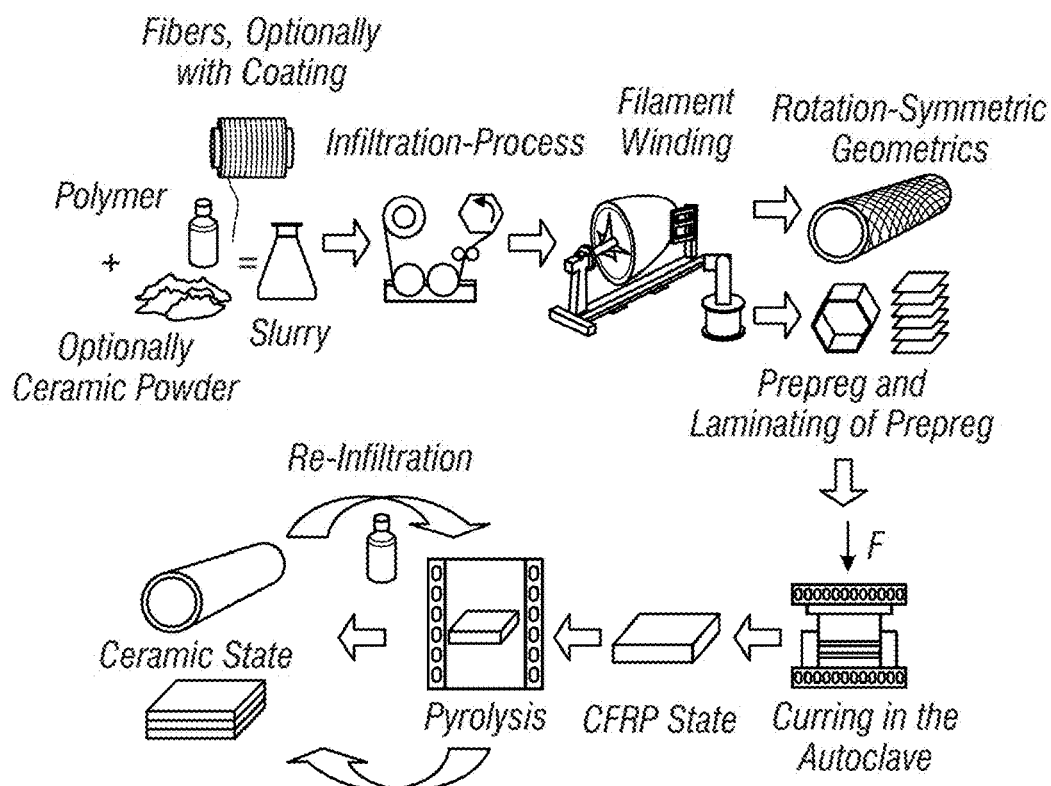 Fibers, Optionally
with Coating
Infiltration-Process
Filament
Winding
Rotation-Symmetric
Geometrics
Polymer
+
=
Slurry
Optionally
Ceramic Powder
Prepreg and
Laminating of Prepreg
Re-Infiltration
F
Ceramic State
Pyrolysis
CFRP State
Curring in the
Autoclave